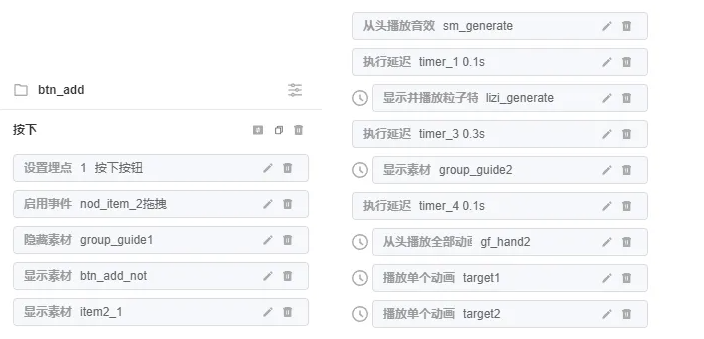 btn_add
按下
设置埋点 1 按下按钮
启用事件 nod_item_2拖拽
隐藏素材 group_guide1
显示素材 btn_add_not
显示素材 item2_1
从头播放音效 sm_generate
执行延迟 timer_1 0.1s
显示并播放粒子特 lizi_generate
执行延迟 timer_3 0.3s
显示素材 group_guide2
执行延迟 timer_4 0.1s
从头播放全部动 gf_hand2
播放单个动画 target1
播放单个动画 target2